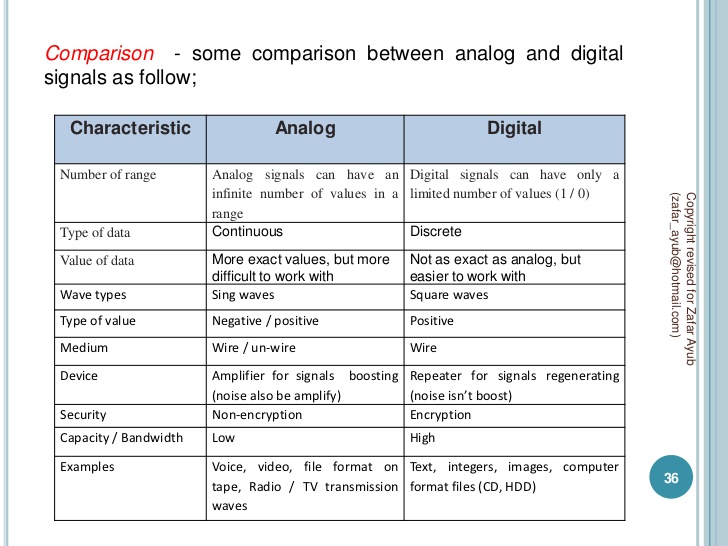 Comparison - some comparison between analog and digital
signals as follow;
Characteristic Analog Digital
Number of range
Analog signals can have an
infinite number of values in a
range
Digital signals can have only a
limited number of values (1 / 0)
Type of data
Continuous
Discrete
Value of data
More exact values, but more
difficult to work with
Not as exact as analog, but
easier to work with
Wave types
Sing waves
Square waves
Type of value
Negative / positive
Positive
Medium
Wire / un-wire
Wire
Device
Amplifier for signals boosting
(noise also be amplify)
Repeater for signals regenerating
(noise isn't boost)
Security
Non-encryption
Encryption
Capacity / Bandwidth
Low
High
Examples
Voice, video, file format on
tape, Radio / TV transmission
waves
Text, integers, images, computer
format files (CD, HDD)
Copyright revised for Zafar Ayub
(zafar_ayub@hotmail.com)
36